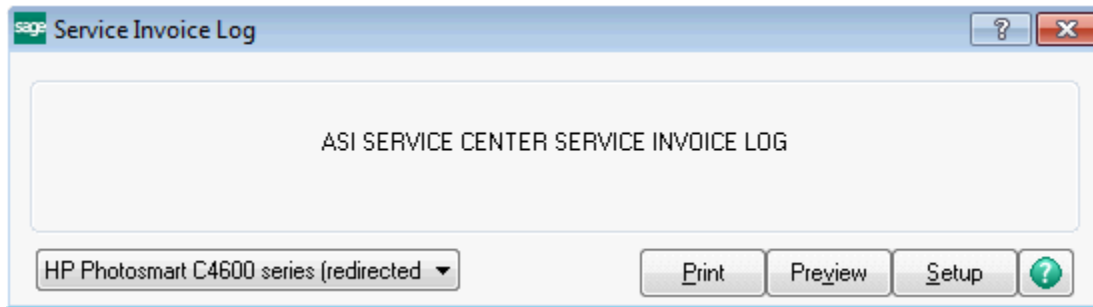 sage Service Invoice Log
ASI SERVICE CENTER SERVICE INVOICE LOG
HP Photosmart C4600 series (redirected
Print Preview Setup